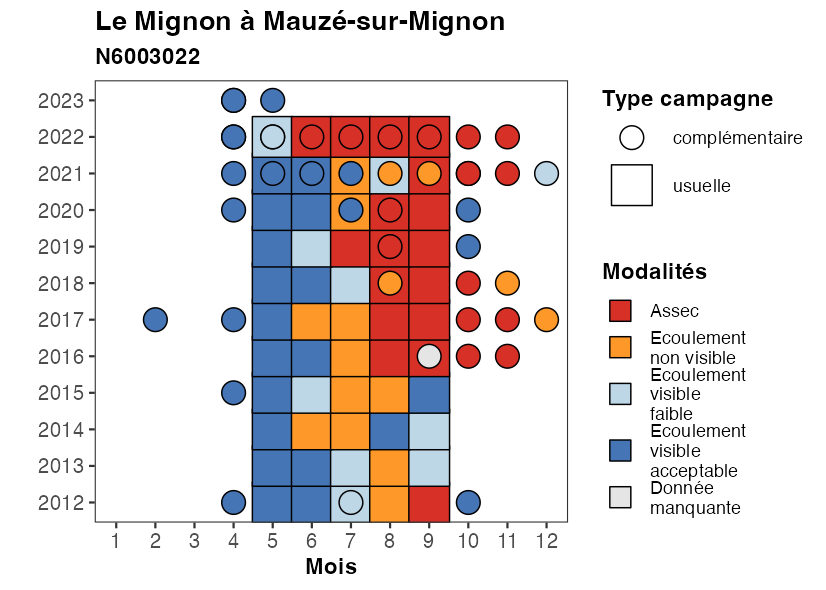 Le Mignon à Mauzé-sur-Mignon
N6003022
2023
2022
2021
2020
2019
2018
2017
2016
2015
2014
2013
2012
1 2 3 4 5 6 7 8 9 10 11 12
Mois
Type campagne
complémentaire
usuelle
Modalités
Assec
Ecoulement
non visible
Ecoulement
visible
faible
Ecoulement
visible
acceptable
Donnée
manquante